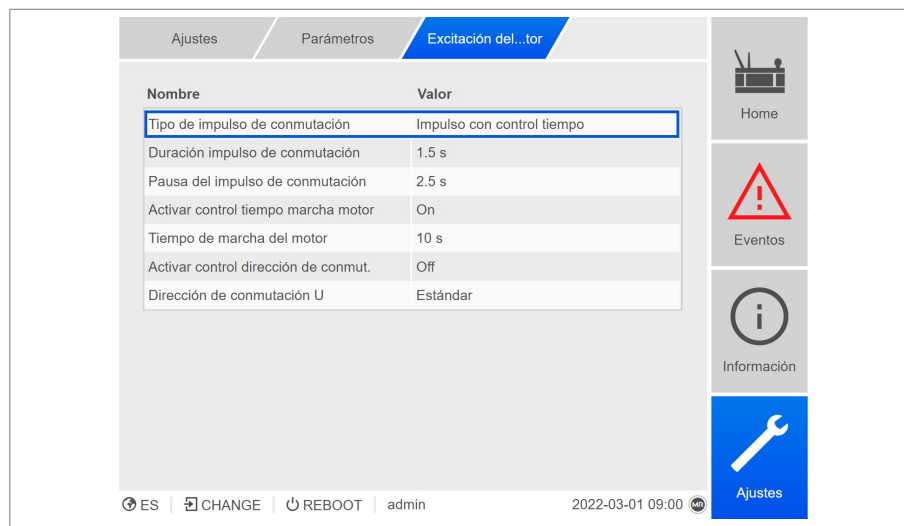 Ajustes Parámetros Excitación del...tor
Nombre Valor
Tipo de impulso de conmutación Impulso con control tiempo
Duración impulso de conmutación 1.5 s
Pausa del impulso de conmutación 2.5 s
Activar control tiempo marcha motor On
Tiempo de marcha del motor 10 s
Activar control dirección de conmut. Off
Dirección de conmutación U Estándar
Home
Eventos
Información
Ajustes
ES CHANGE REBOOT admin 2022-03-01 09:00 MR